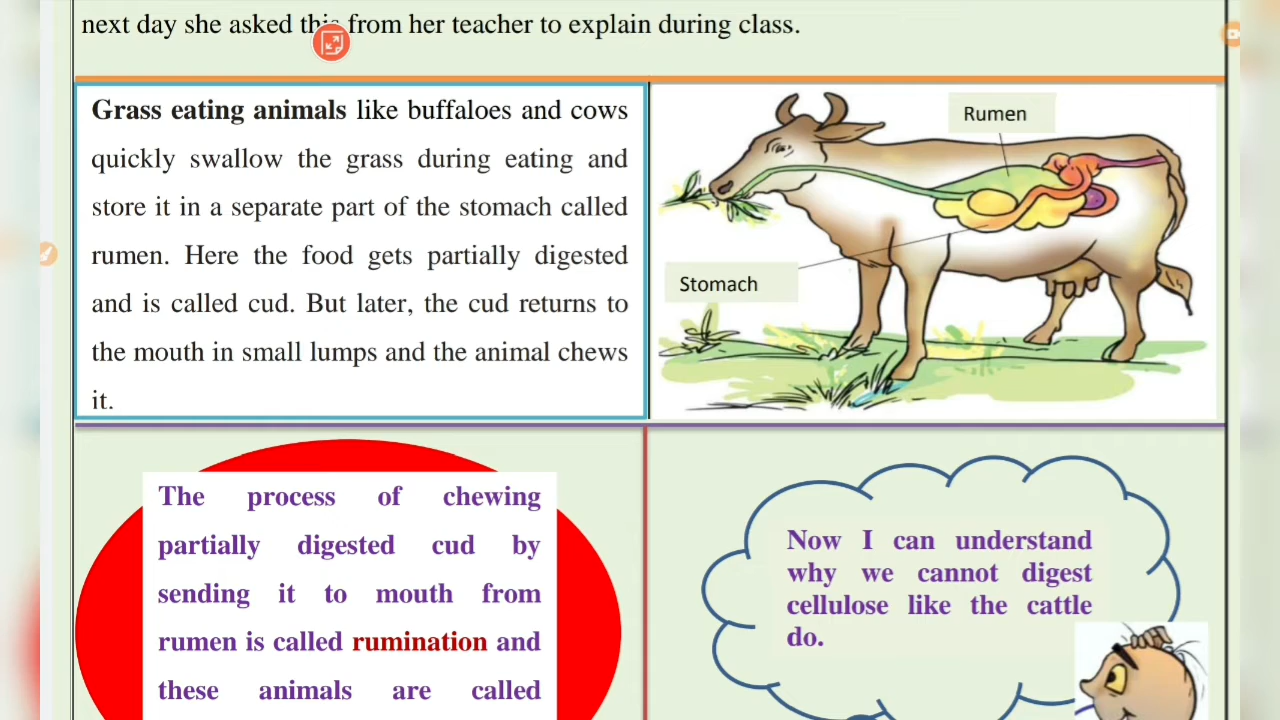 next day she asked this from her teacher to explain during class.
Grass eating animals like buffaloes and cows
quickly swallow the grass during eating and
store it in a separate part of the stomach called
rumen. Here the food gets partially digested
and is called cud. But later, the cud returns to
the mouth in small lumps and the animal chews
it.
Rumen
Stomach
The process of chewing
partially digested cud by
sending it to mouth from
rumen is called rumination and
these animals are called
Now I can understand
why we cannot digest
cellulose like the cattle
do.